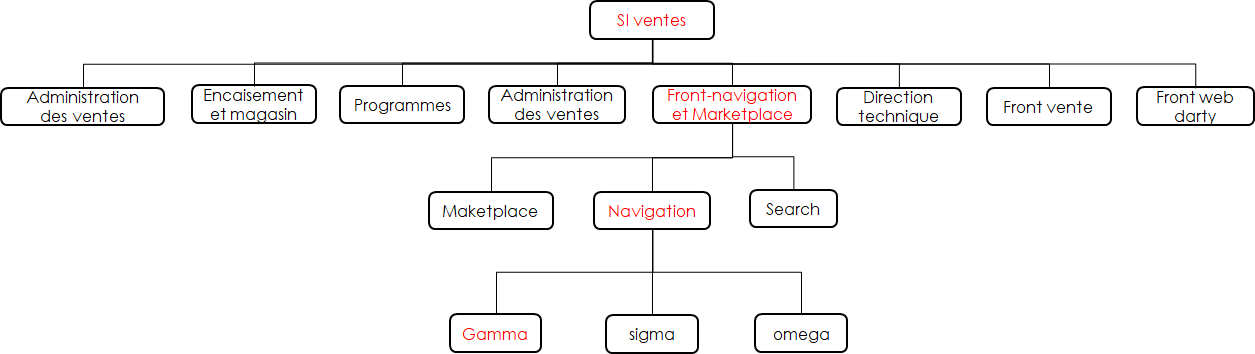 SI ventes
Administration
des ventes
Encaisement
et magasin
Programmes
Administration
des ventes
Front-navigation
et Marketplace
Direction
technique
Front vente
Front web
darty
Maketplace
Navigation
Search
Gamma
sigma
omega